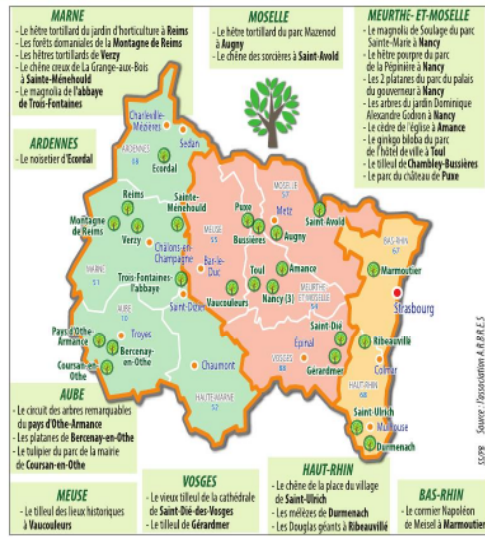 MARNE
- Le hêtre tortillard du jardin d'horticulture à Reims
- Les forêts domaniales de la Montagne de Reims
- Les hêtres tortillards de Verzy
- Le chêne creux de La Grange-aux-Bois
à Sainte-Ménehould
- Le magnolia de l'abbaye
de Trois-Fontaines
MOSELLE
- Le hêtre tortillard du parc Mazenod
à Augny
- Le chêne des sorcières à Saint-Avold
MEURTHE-ET-MOSELLE
- Le magnolia de Soulage du parc
Sainte-Marie à Nancy
- Le hêtre pourpre du parc
de la Pépinière à Nancy
- Les 2 platanes du parc du palais
du gouverneur à Nancy
- Les arbres du jardin Dominique
Alexandre Godron à Nancy
- Le cèdre de l'église à Amance
- Le ginkgo biloba du parc
de l'hôtel de ville à Toul
- Le tilleul de Chambley-Bussières
- Le parc du château de Puxe
ARDENNES
- Le noisetier d'Ecordal
Charleville-
Mézières
Sedan
ARDENNES
08
Ecordal
Reims
Sainte-
Ménehould
Montagne
de Reims
Verzy
Châlons-en-
Champagne
MARNE
51
Trois-Fontaines
l'abbaye
Saint-Dizier
AUBE
10
Troyes
Pays d'Othe-
Armance
Bercenay-
en-Othe
Coursan-en
Othe
Chaumont
HAUTE-MARNE
52
MOSELLE
57
Metz
Puxe
Bussières
Augny
Saint-Avold
MEUSE
55
Bar-le-
Duc
Toul
Amance
Vaucouleurs
Nancy (3)
MEURTHE-
ET-MOSELLE
54
Saint-Dié
Épinal
VOSGES
88
Gérardmer
BAS-RHIN
67
Marmoutier
Strasbourg
Ribeauvillé
Colmar
HAUT-RHIN
68
Saint-Ulrich
Mulhouse
Durmenach
AUBE
- Le circuit des arbres remarquables
du pays d'Othe-Armance
- Les platanes de Bercenay-en-Othe
- Le tulipier du parc de la mairie
de Coursan-en-Othe
MEUSE
- Le tilleul des lieux historiques
à Vaucouleurs
VOSGES
- Le vieux tilleul de la cathédrale
de Saint-Dié-des-Vosges
- Le tilleul de Gérardmer
HAUT-RHIN
- Le chêne de la place du village
de Saint-Ulrich
- Les mélèzes de Durmenach
- Les Douglas géants à Ribeauvillé
BAS-RHIN
- Le cormier Napoléon
de Meisel à Marmoutier
Source : l'association A.R.B.R.E.S